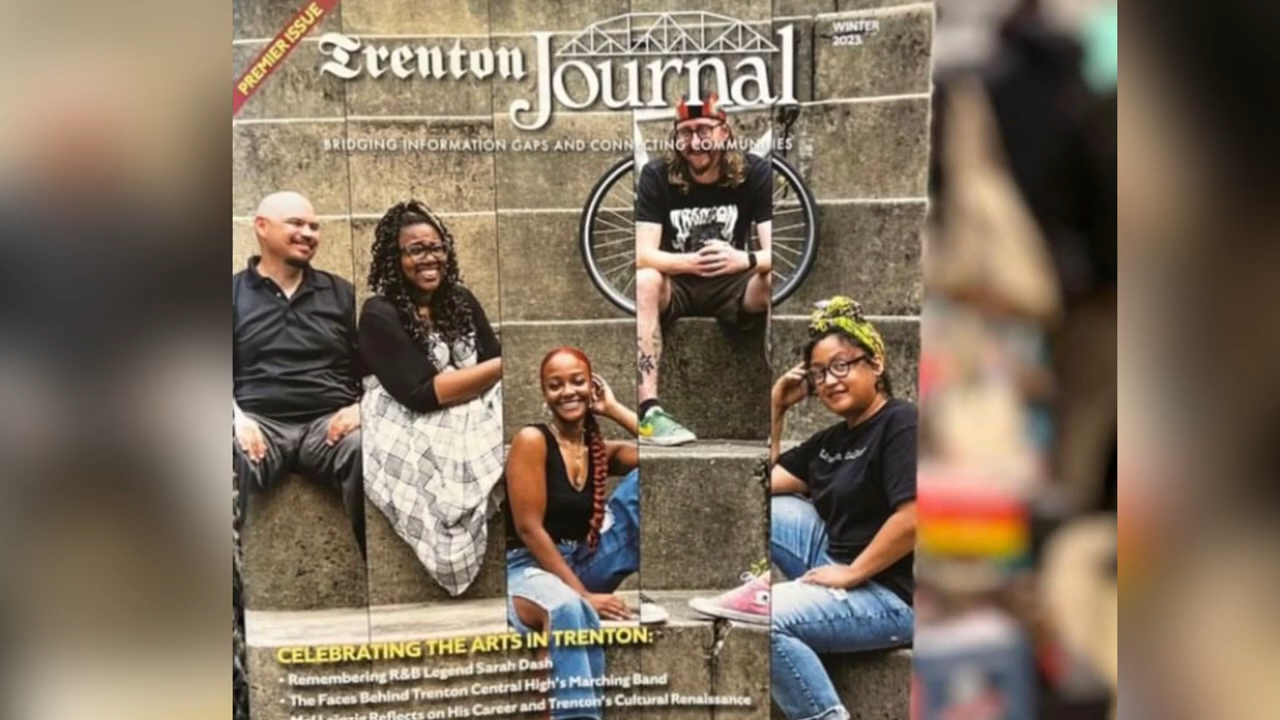 PREMIER ISSUE
Trenton Journal
WINTER
2023
BRIDGING INFORMATION GAPS AND CONNECTING COMMUNITIES
TRENTON
CELEBRATING THE ARTS IN TRENTON:
• Remembering R&B Legend Sarah Dash
• The Faces Behind Trenton Central High's Marching Band
• Mel Leipzig Reflects on His Career and Trenton's Cultural Renaissance